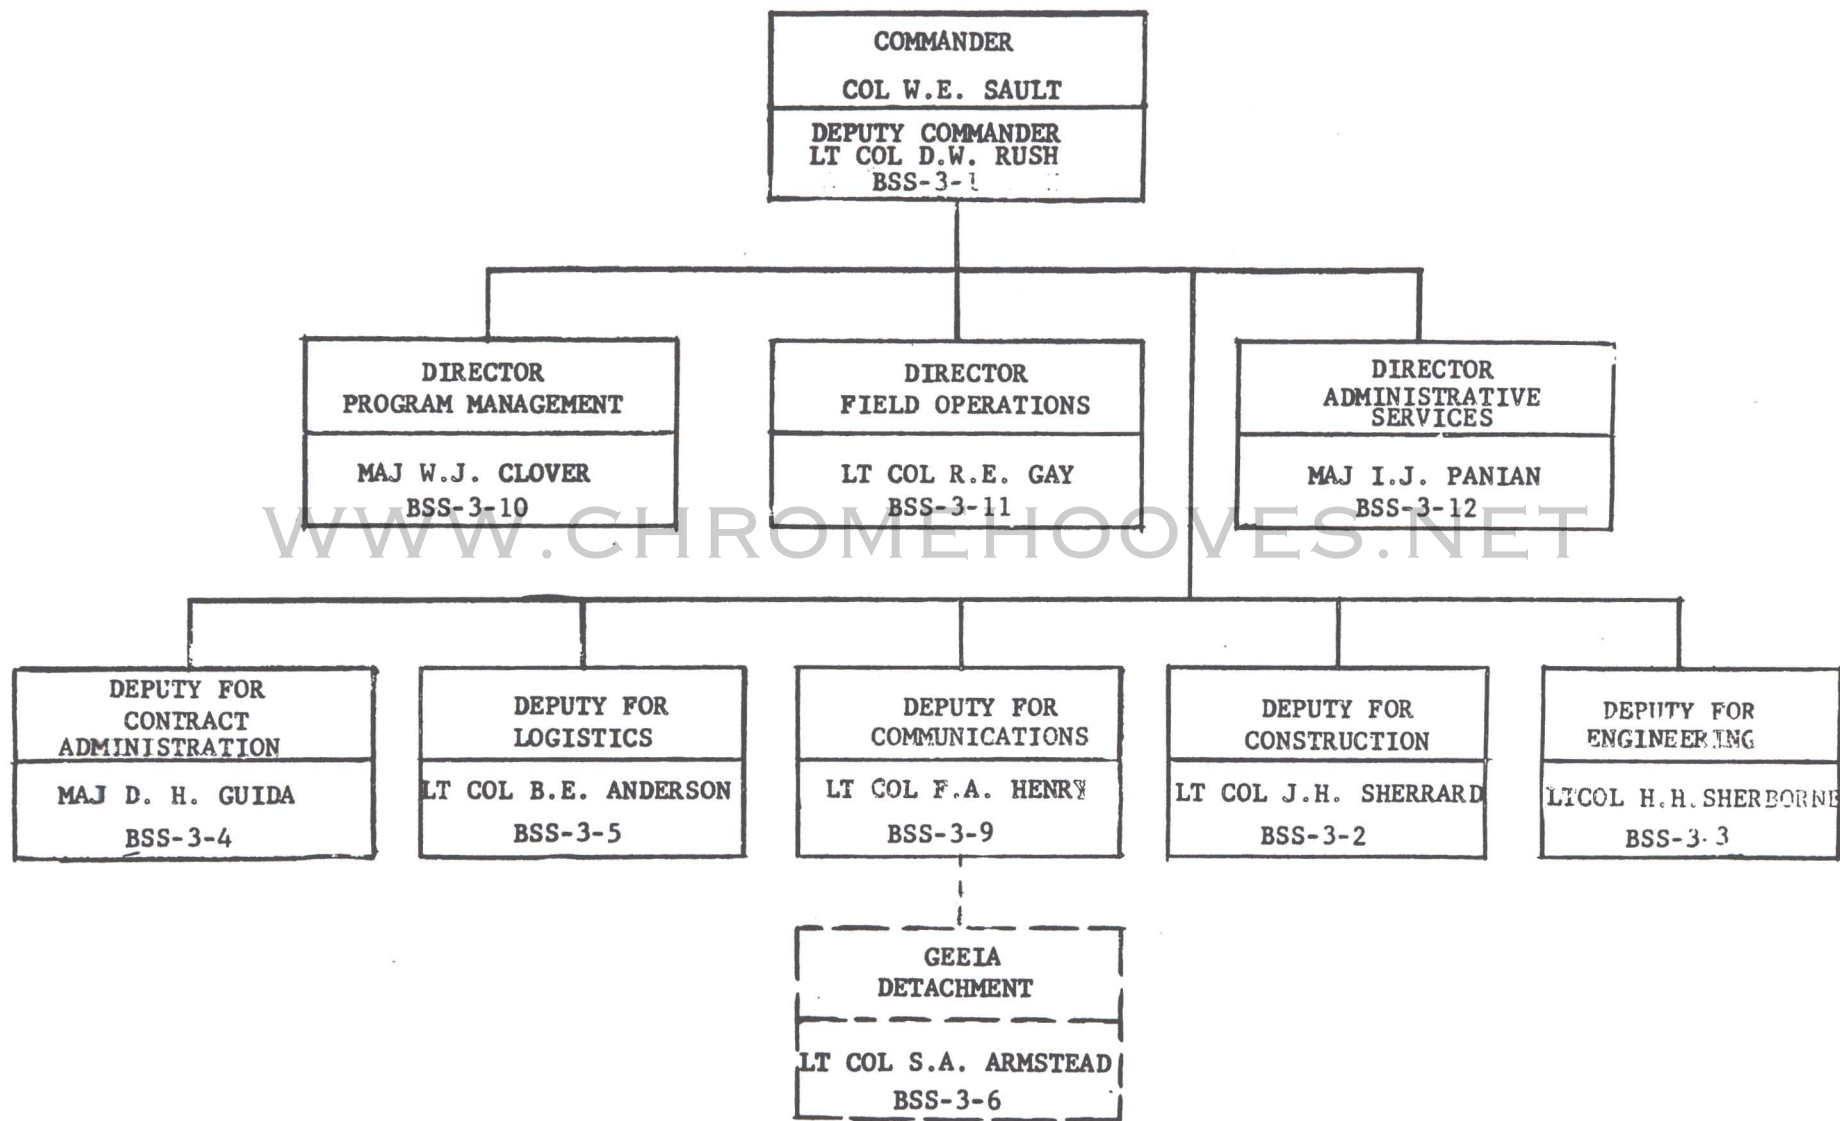 COMMANDER
COL W.E. SAULT
DEPUTY COMMANDER
LT COL D.W. RUSH
BSS-3-1
DIRECTOR
PROGRAM MANAGEMENT
MAJ W.J. CLOVER
BSS-3-10
DIRECTOR
FIELD OPERATIONS
LT COL R.E. GAY
BSS-3-11
DIRECTOR
ADMINISTRATIVE
SERVICES
MAJ I.J. PANIAN
BSS-3-12
WWW.CHROMEHOOVES.NET
DEPUTY FOR
CONTRACT
ADMINISTRATION
MAJ D. H. GUIDA
BSS-3-4
DEPUTY FOR
LOGISTICS
LT COL B.E. ANDERSON
BSS-3-5
DEPUTY FOR
COMMUNICATIONS
LT COL F.A. HENRY
BSS-3-9
DEPUTY FOR
CONSTRUCTION
LT COL J.H. SHERRARD
BSS-3-2
DEPUTY FOR
ENGINEERING
LTCOL H.H.SHERBORNE
BSS-3-3
GEEIA
DETACHMENT
LT COL S.A. ARMSTEAD
BSS-3-6